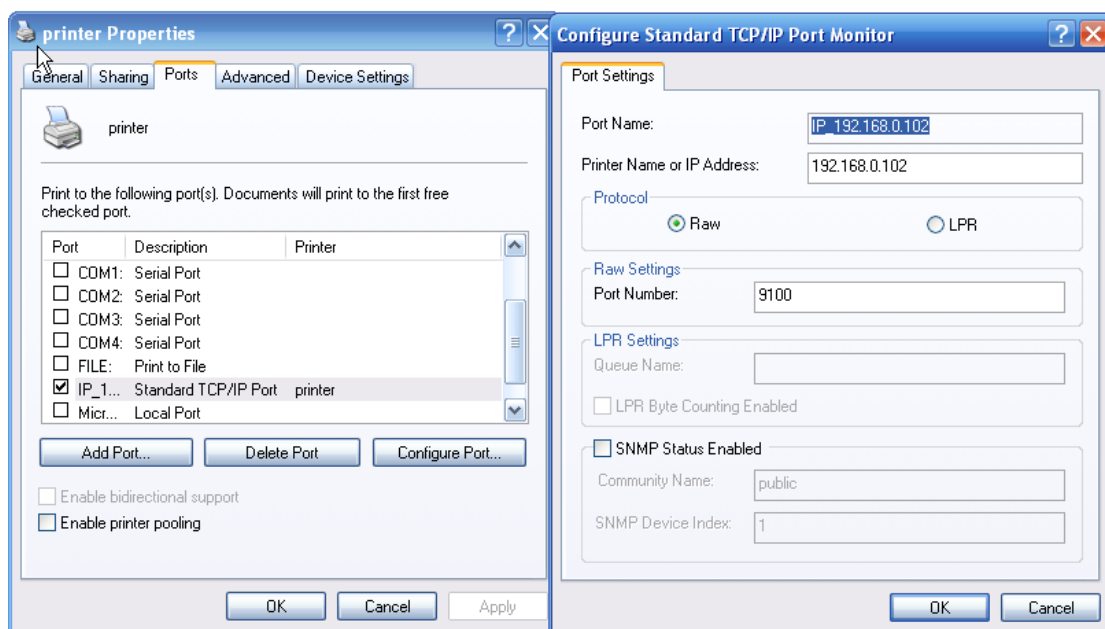 printer Properties
General Sharing Ports Advanced Device Settings
printer
Print to the following port(s). Documents will print to the first free
checked port.
Port Description Printer
COM1: Serial Port
COM2: Serial Port
COM3: Serial Port
COM4: Serial Port
FILE: Print to File
IP_1... Standard TCP/IP Port printer
Micr... Local Port
Add Port... Delete Port Configure Port...
Enable bidirectional support
Enable printer pooling
OK Cancel Apply
Configure Standard TCP/IP Port Monitor
Port Settings
Port Name: IP_192.168.0.102
Printer Name or IP Address: 192.168.0.102
Protocol
Raw LPR
Raw Settings
Port Number: 9100
LPR Settings
Queue Name:
LPR Byte Counting Enabled
SNMP Status Enabled
Community Name: public
SNMP Device Index: 1
OK Cancel